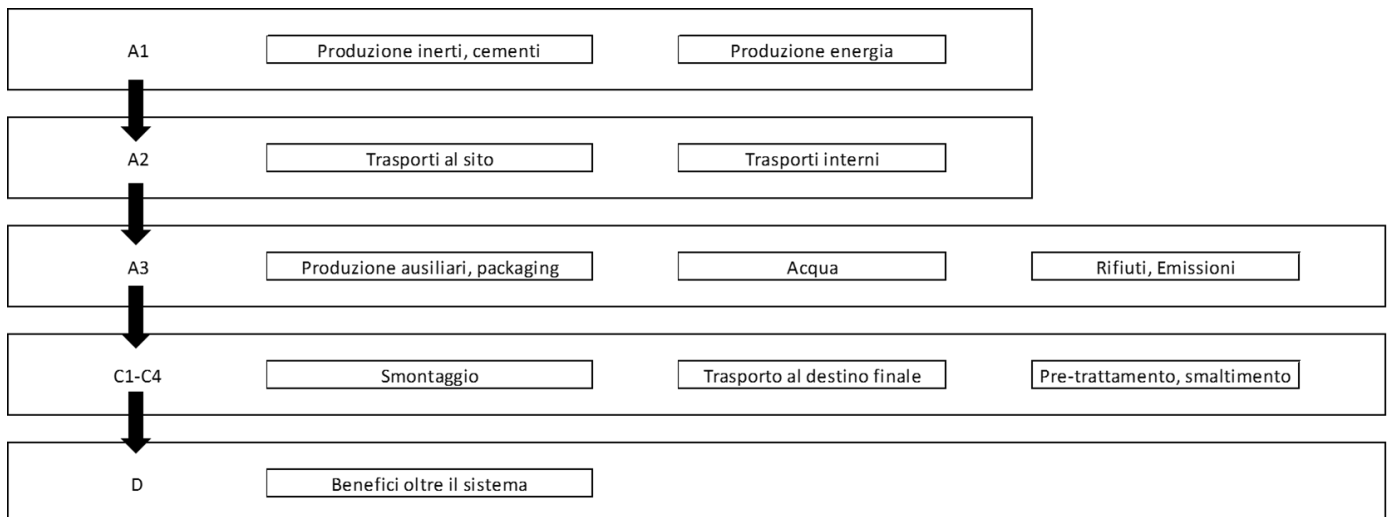 A1
Produzione inerti, cementi
Produzione energia
A2
Trasporti al sito
Trasporti interni
A3
Produzione ausiliari, packaging
Acqua
Rifiuti, Emissioni
C1-C4
Smontaggio
Trasporto al destino finale
Pre-trattamento, smaltimento
D
Benefici oltre il sistema